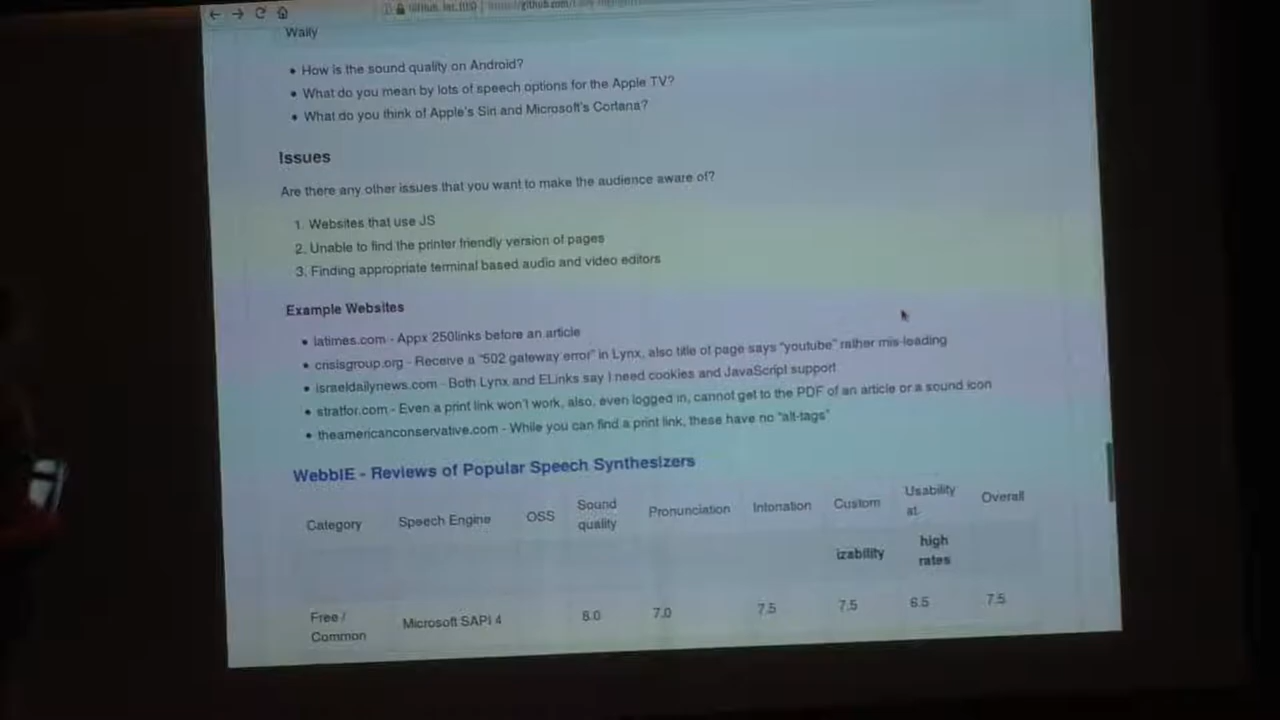 github.com
Wally
• How is the sound quality on Android?
• What do you mean by lots of speech options for the Apple TV?
• What do you think of Apple's Siri and Microsoft's Cortana?
Issues
Are there any other issues that you want to make the audience aware of?
1. Websites that use JS
2. Unable to find the printer friendly version of pages
3. Finding appropriate terminal based audio and video editors
Example Websites
• latimes.com - Appx 250links before an article
• crisisgroup.org - Receive a "502 gateway error" in Lynx, also title of page says "youtube" rather mis-leading
• israeldailynews.com - Both Lynx and ELinks say I need cookies and JavaScript support
• stratfor.com - Even a print link won't work, also, even logged in, cannot get to the PDF of an article or a sound icon
• theamericanconservative.com - While you can find a print link, these have no "alt-tags"
WebbIE - Reviews of Popular Speech Synthesizers
Category Speech Engine OSS Sound quality Pronunciation Intonation Custom Usability at Overall
izability high rates
Free / Common Microsoft SAPI 4 8.0 7.0 7.5 7.5 6.5 7.5